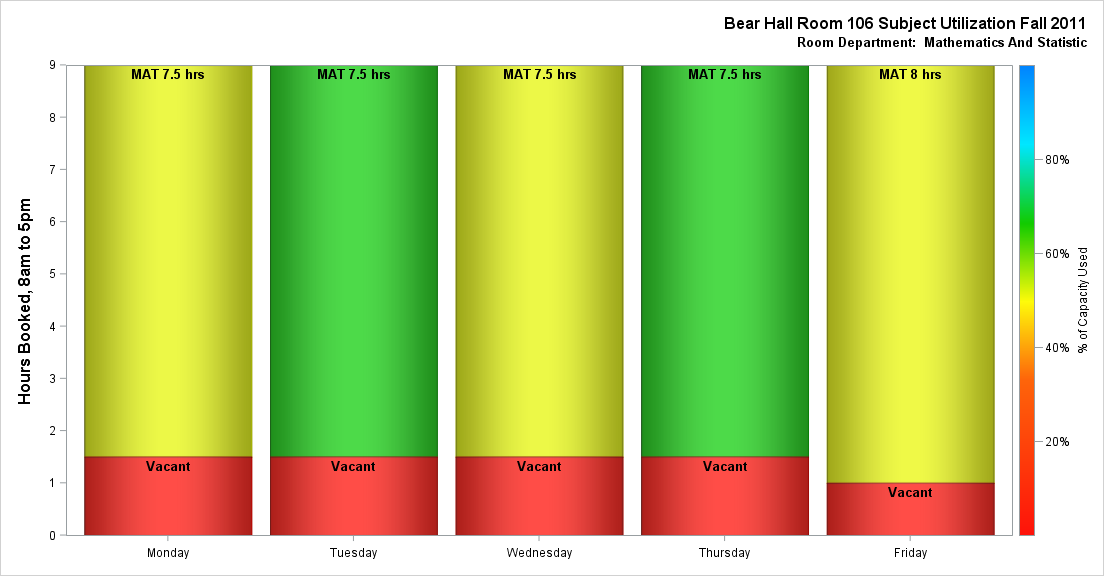 Bear Hall Room 106 Subject Utilization Fall 2011
Room Department:  Mathematics And Statistic
Hours Booked, 8am to 5pm
9
8
7
6
5
4
3
2
1
0
MAT 7.5 hrs
MAT 7.5 hrs
MAT 7.5 hrs
MAT 7.5 hrs
MAT 8 hrs
Vacant
Vacant
Vacant
Vacant
Vacant
Monday
Tuesday
Wednesday
Thursday
Friday
80%
60%
40%
20%
% of Capacity Used